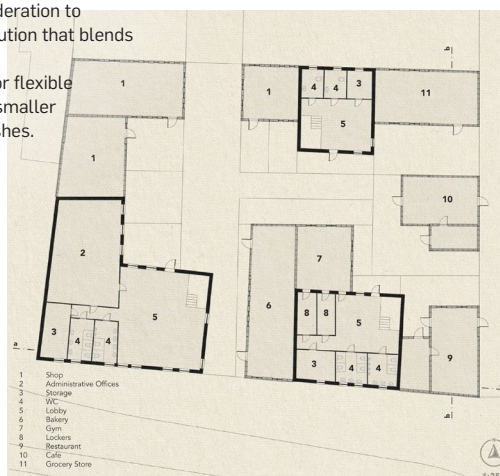 deration to
ution that blends
or flexible
smaller
shes.
b
1
1
4
4
3
11
5
1
10
2
7
6
8
8
5
5
3
4
4
3
4
4
9
a
a
1 Shop
2 Administrative Offices
3 Storage
4 WC
5 Lobby
6 Bakery
7 Gym
8 Lockers
9 Restaurant
10 Café
11 Grocery Store